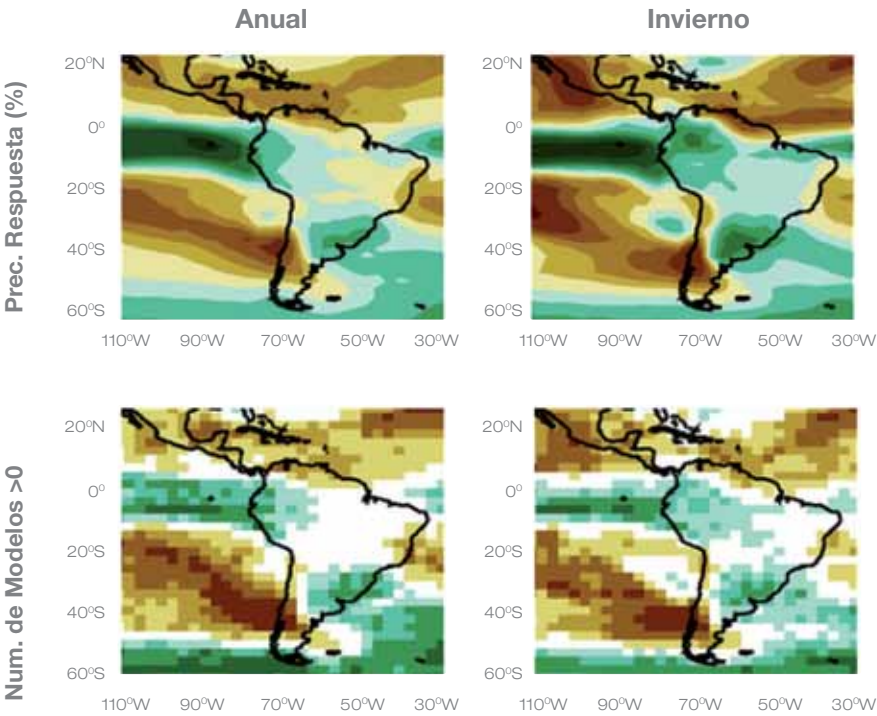 Anual
Invierno
Prec. Respuesta (%)
20ºN
0º
20ºS
40ºS
60ºS
110ºW 90ºW 70ºW 50ºW 30ºW
20ºN
0º
20ºS
40ºS
60ºS
110ºW 90ºW 70ºW 50ºW 30ºW
Num. de Modelos >0
20ºN
0º
20ºS
40ºS
60ºS
110ºW 90ºW 70ºW 50ºW 30ºW
20ºN
0º
20ºS
40ºS
60ºS
110ºW 90ºW 70ºW 50ºW 30ºW